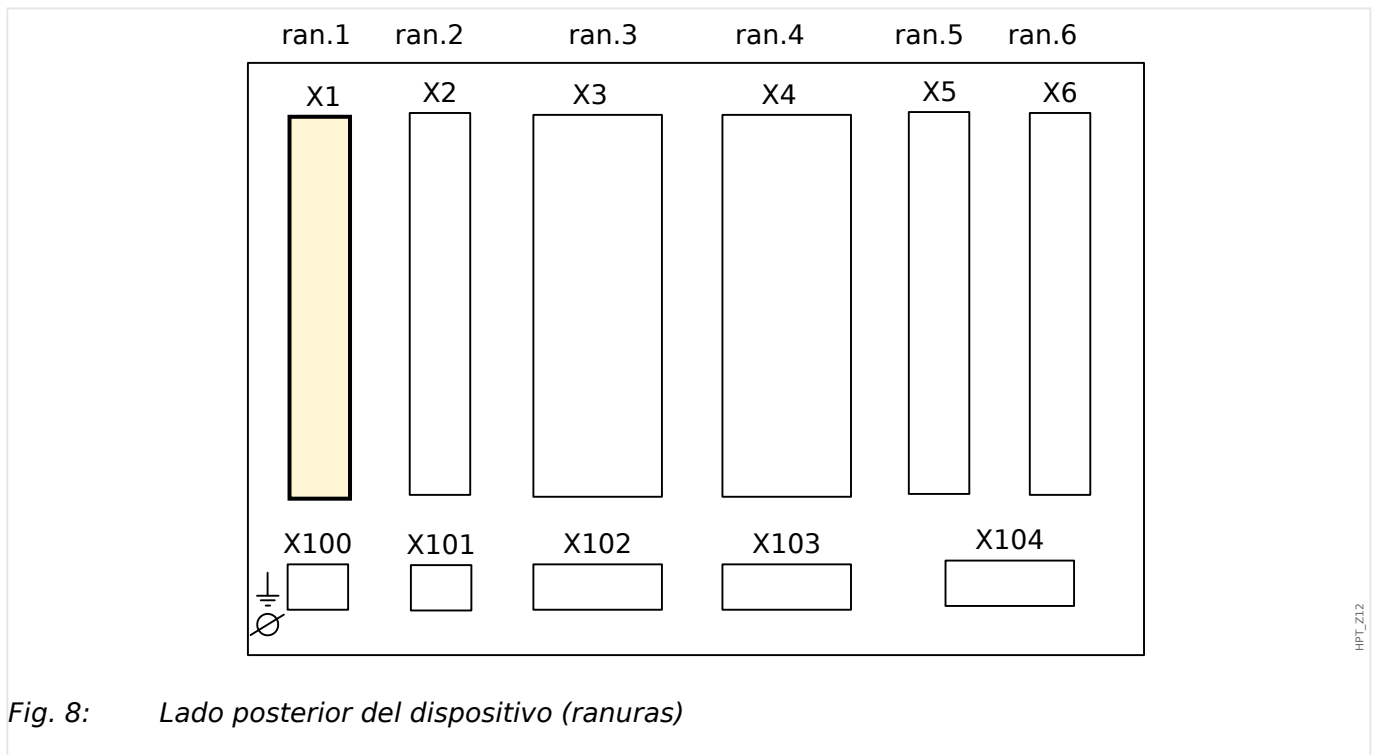 ran.1 ran.2 ran.3 ran.4 ran.5 ran.6
X1 X2 X3 X4 X5 X6
X100 X101 X102 X103 X104
HPT_Z12
Fig. 8: Lado posterior del dispositivo (ranuras)